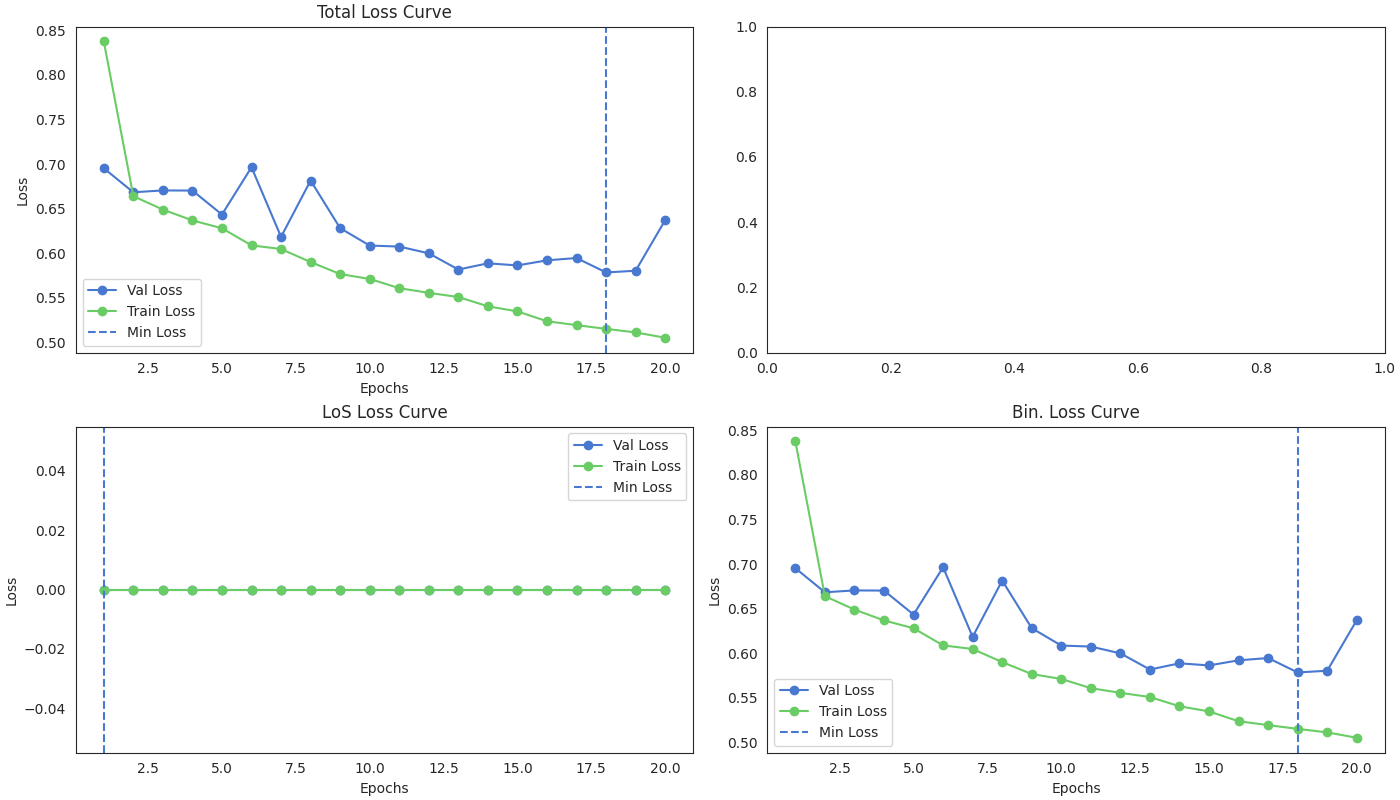 Total Loss Curve
0.85
0.80
0.75
0.70
0.65
0.60
0.55
0.50
Loss
Val Loss
Train Loss
Min Loss
2.5 5.0 7.5 10.0 12.5 15.0 17.5 20.0
Epochs
1.0
0.8
0.6
0.4
0.2
0.0
0.0 0.2 0.4 0.6 0.8 1.0
LoS Loss Curve
0.04
0.02
0.00
−0.02
−0.04
Loss
Val Loss
Train Loss
Min Loss
2.5 5.0 7.5 10.0 12.5 15.0 17.5 20.0
Epochs
Bin. Loss Curve
0.85
0.80
0.75
0.70
0.65
0.60
0.55
0.50
Loss
Val Loss
Train Loss
Min Loss
2.5 5.0 7.5 10.0 12.5 15.0 17.5 20.0
Epochs